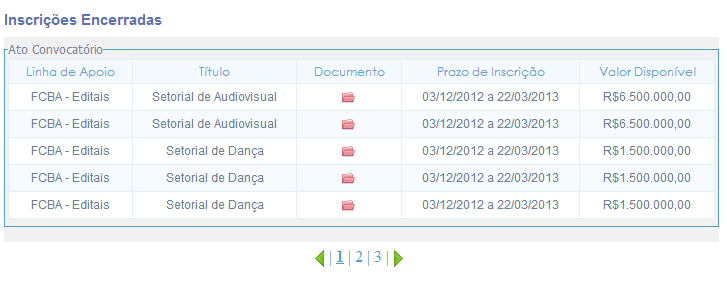 Inscrições Encerradas
Ato Convocatório
Linha de Apoio Título Documento Prazo de Inscrição Valor Disponível
FCBA - Editais Setorial de Audiovisual 03/12/2012 a 22/03/2013 R$6.500.000,00
FCBA - Editais Setorial de Audiovisual 03/12/2012 a 22/03/2013 R$6.500.000,00
FCBA - Editais Setorial de Dança 03/12/2012 a 22/03/2013 R$1.500.000,00
FCBA - Editais Setorial de Dança 03/12/2012 a 22/03/2013 R$1.500.000,00
FCBA - Editais Setorial de Dança 03/12/2012 a 22/03/2013 R$1.500.000,00
| 1 | 2 | 3 |